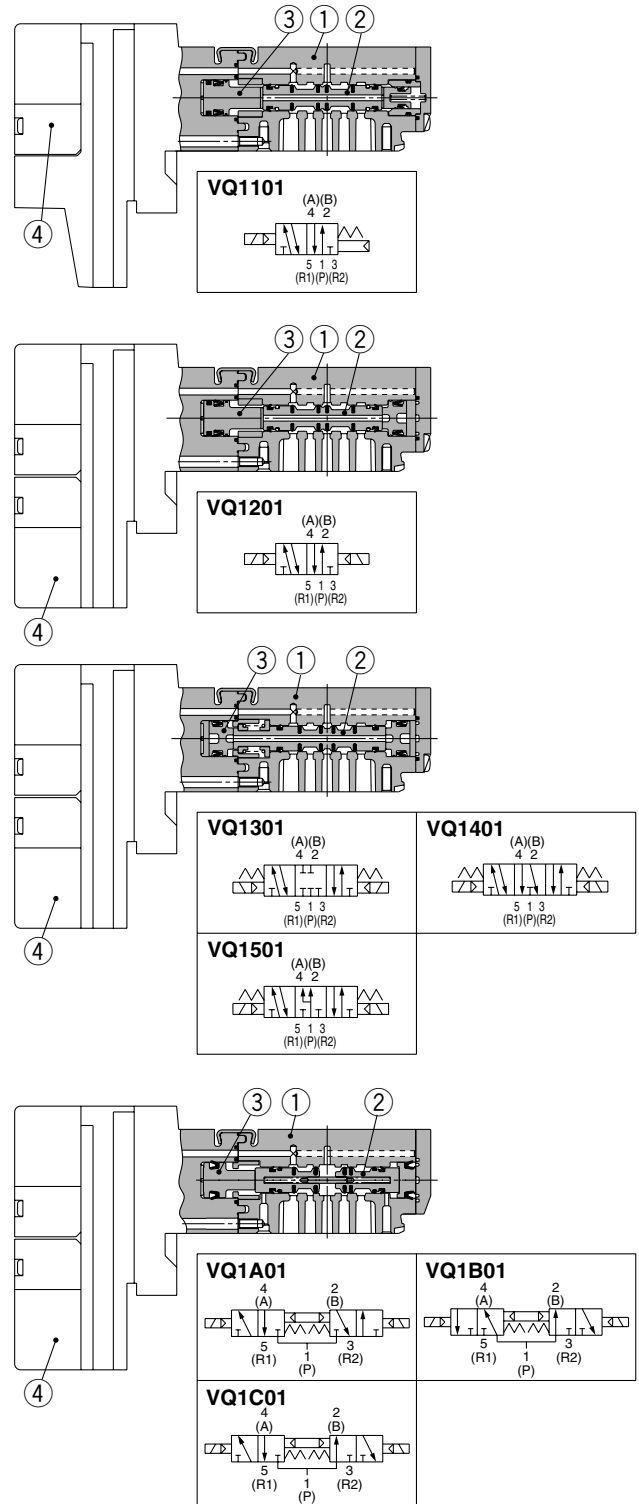 ③ ① ②
④
VQ1101
(A)(B)
4 2
5 1 3
(R1)(P)(R2)
③ ① ②
④
VQ1201
(A)(B)
4 2
5 1 3
(R1)(P)(R2)
③ ① ②
④
VQ1301
(A)(B)
4 2
5 1 3
(R1)(P)(R2)
VQ1401
(A)(B)
4 2
5 1 3
(R1)(P)(R2)
VQ1501
(A)(B)
4 2
5 1 3
(R1)(P)(R2)
③ ① ②
④
VQ1A01
4 2
(A) (B)
5 1 3
(R1) (P) (R2)
VQ1B01
4 2
(A) (B)
5 1 3
(R1) (P) (R2)
VQ1C01
4 2
(A) (B)
5 1 3
(R1) (P) (R2)